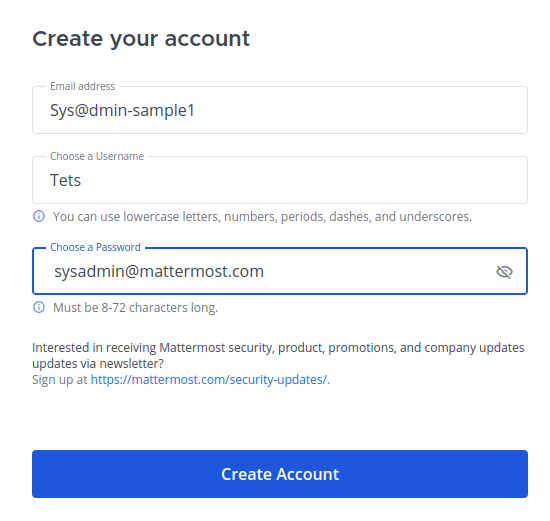 Create your account
Email address
Sys@dmin-sample1
Choose a Username
Tets
You can use lowercase letters, numbers, periods, dashes, and underscores.
Choose a Password
sysadmin@mattermost.com
Must be 8-72 characters long.
Interested in receiving Mattermost security, product, promotions, and company updates
updates via newsletter?
Sign up at https://mattermost.com/security-updates/.
Create Account